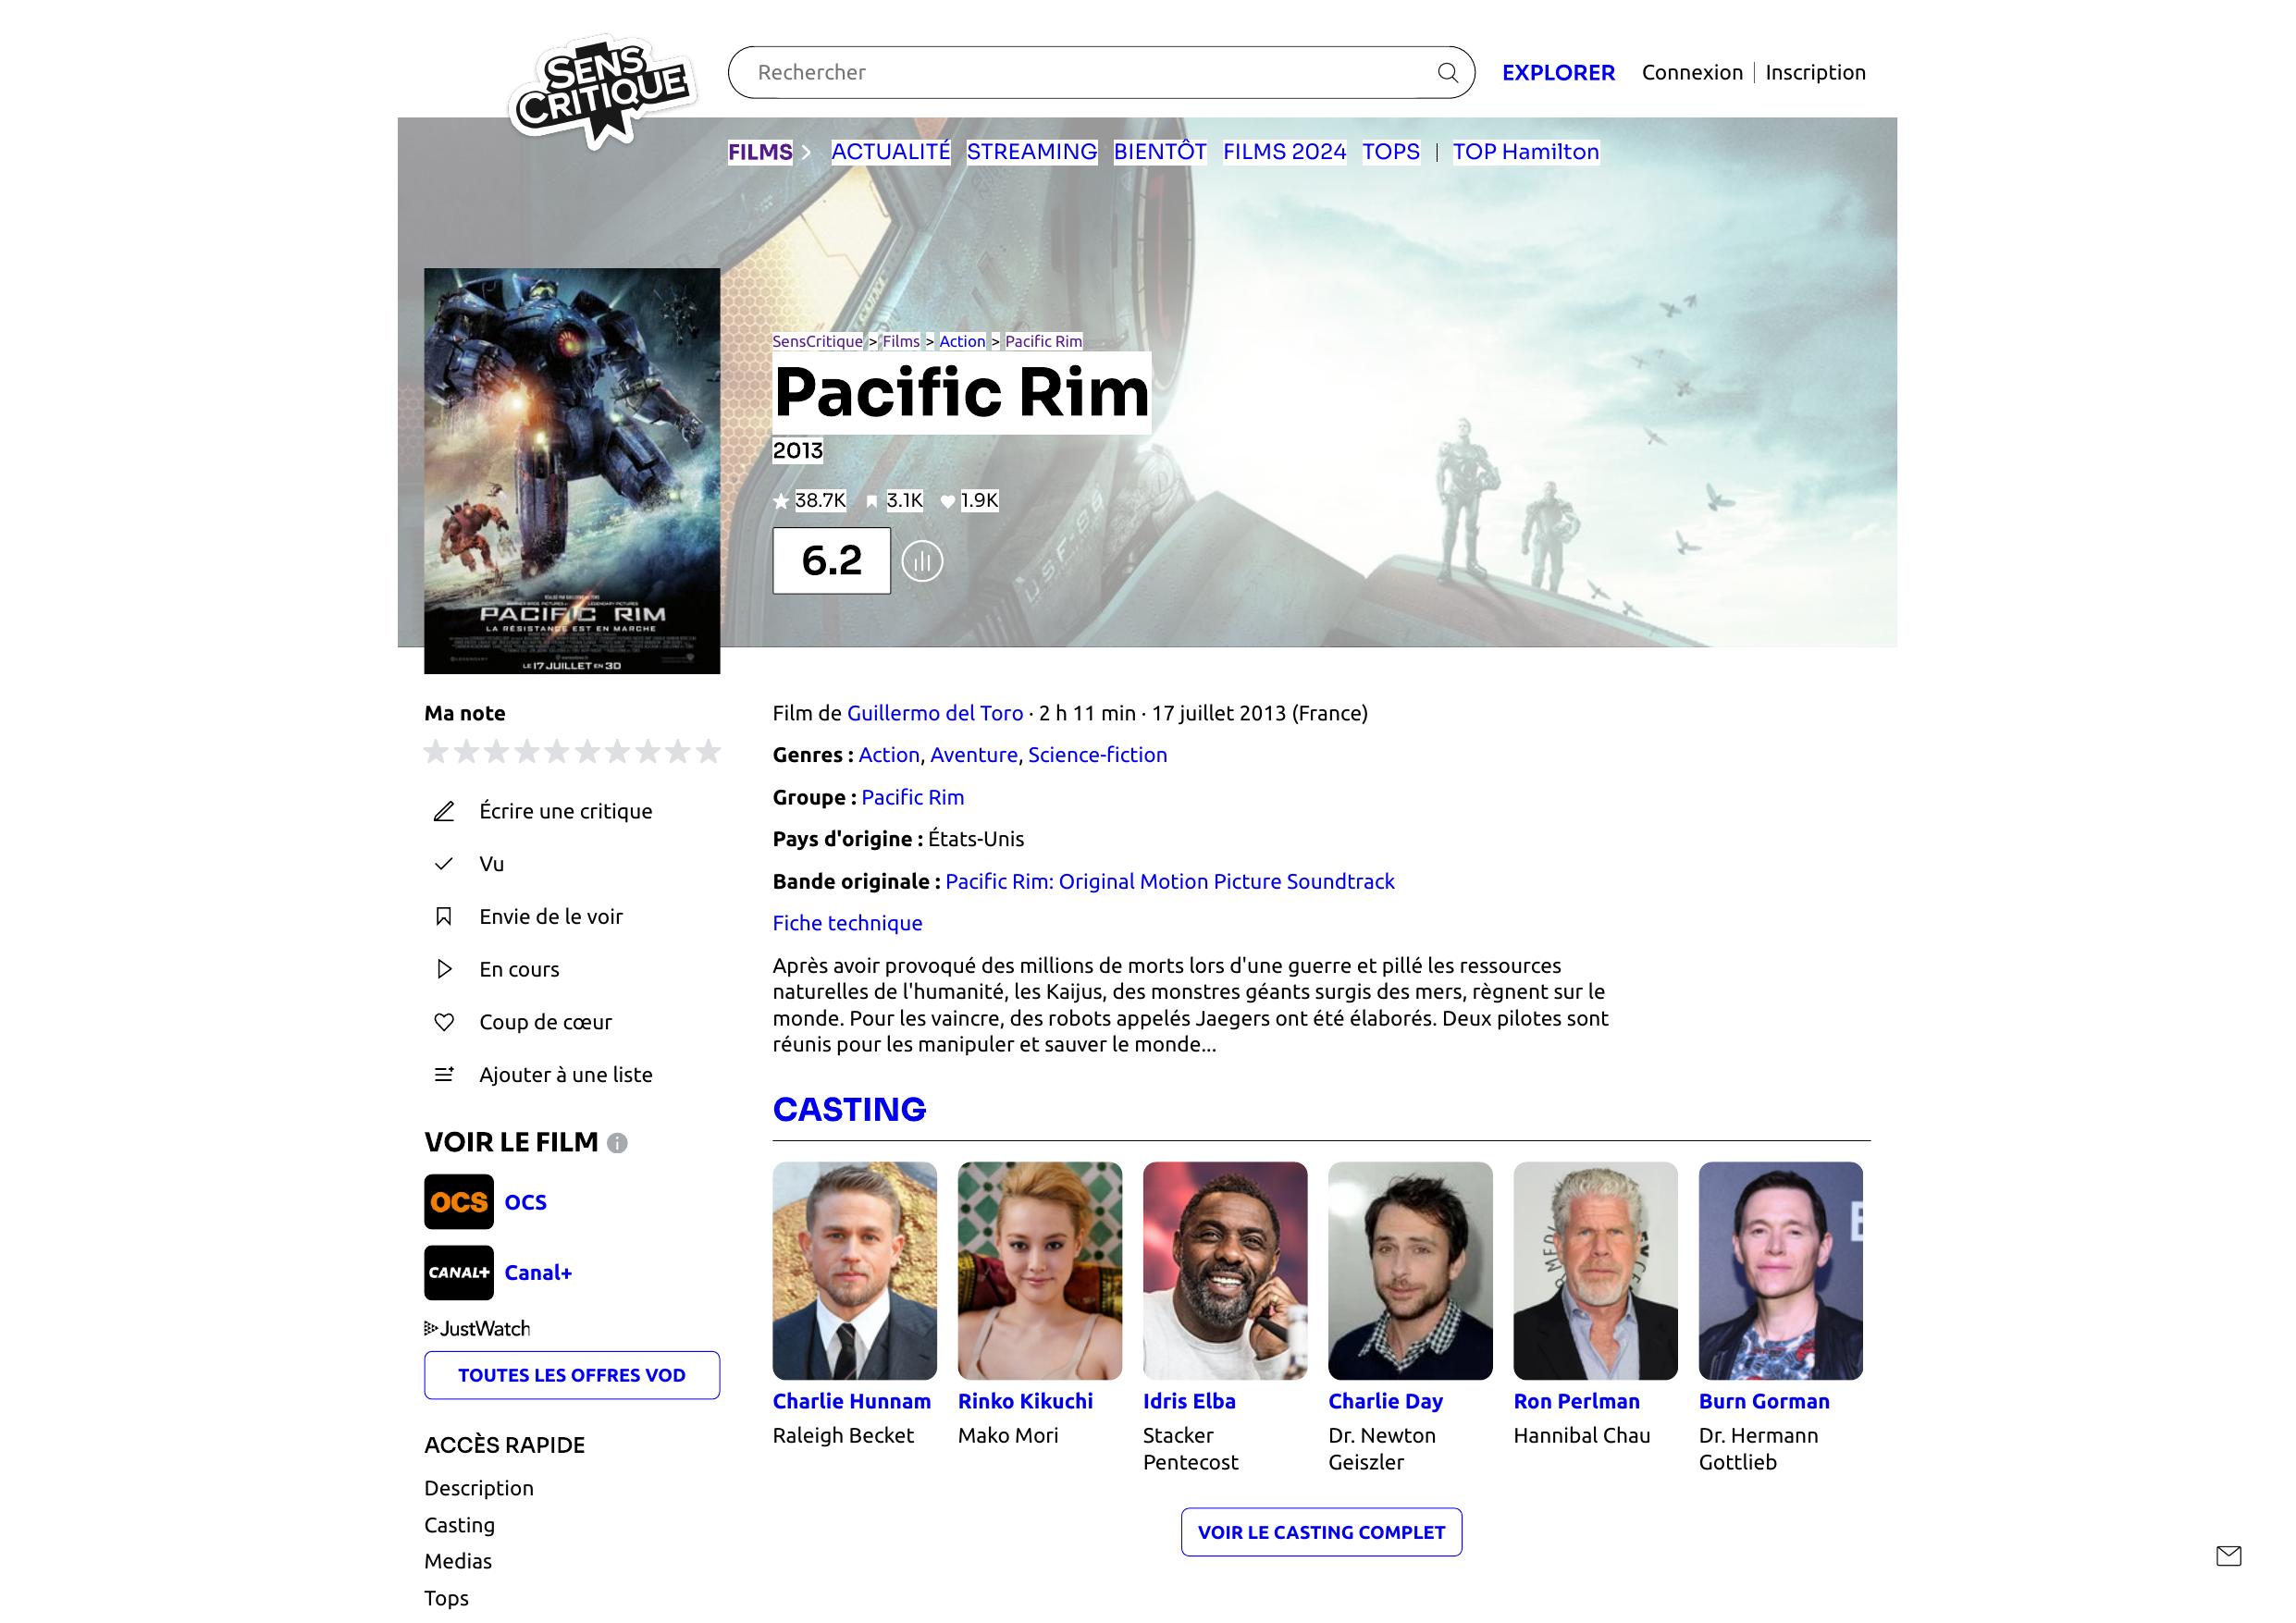 SENS
CRITIQUE
Rechercher
EXPLORER
Connexion | Inscription
FILMS > ACTUALITÉ STREAMING BIENTÔT FILMS 2024 TOPS | TOP Hamilton
SensCritique > Films > Action > Pacific Rim
Pacific Rim
2013
38.7K 3.1K 1.9K
6.2
PACIFIC RIM
LA RÉSISTANCE EST EN MARCHE
LE 17 JUILLET EN 3D
Ma note
Écrire une critique
Vu
Envie de le voir
En cours
Coup de cœur
Ajouter à une liste
VOIR LE FILM
OCS OCS
CANAL+ Canal+
JustWatch
TOUTES LES OFFRES VOD
ACCÈS RAPIDE
Description
Casting
Medias
Tops
Film de Guillermo del Toro · 2 h 11 min · 17 juillet 2013 (France)
Genres : Action, Aventure, Science-fiction
Groupe : Pacific Rim
Pays d'origine : États-Unis
Bande originale : Pacific Rim: Original Motion Picture Soundtrack
Fiche technique
Après avoir provoqué des millions de morts lors d'une guerre et pillé les ressources
naturelles de l'humanité, les Kaijus, des monstres géants surgis des mers, règnent sur le
monde. Pour les vaincre, des robots appelés Jaegers ont été élaborés. Deux pilotes sont
réunis pour les manipuler et sauver le monde...
CASTING
Charlie Hunnam
Raleigh Becket
Rinko Kikuchi
Mako Mori
Idris Elba
Stacker
Pentecost
Charlie Day
Dr. Newton
Geiszler
Ron Perlman
Hannibal Chau
Burn Gorman
Dr. Hermann
Gottlieb
VOIR LE CASTING COMPLET